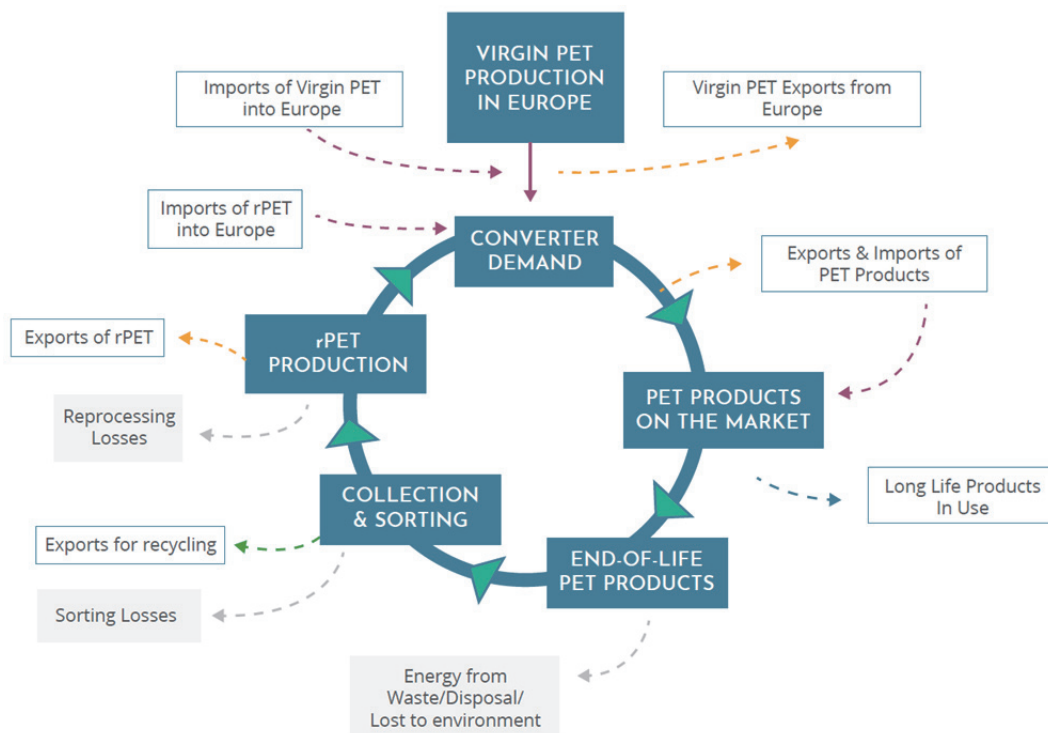 VIRGIN PET
PRODUCTION
IN EUROPE
Imports of Virgin PET
into Europe
Virgin PET Exports from
Europe
Imports of rPET
into Europe
CONVERTER
DEMAND
Exports & Imports of
PET Products
Exports of rPET
rPET
PRODUCTION
PET PRODUCTS
ON THE MARKET
Reprocessing
Losses
COLLECTION
& SORTING
Long Life Products
In Use
Exports for recycling
END-OF-LIFE
PET PRODUCTS
Sorting Losses
Energy from
Waste/Disposal/
Lost to environment